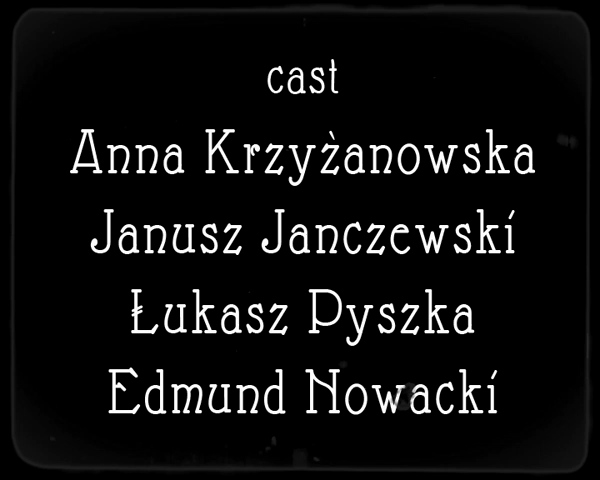 cast
Anna Krzyżanowska
Janusz Janczewski
Łukasz Pyszka
Edmund Nowacki